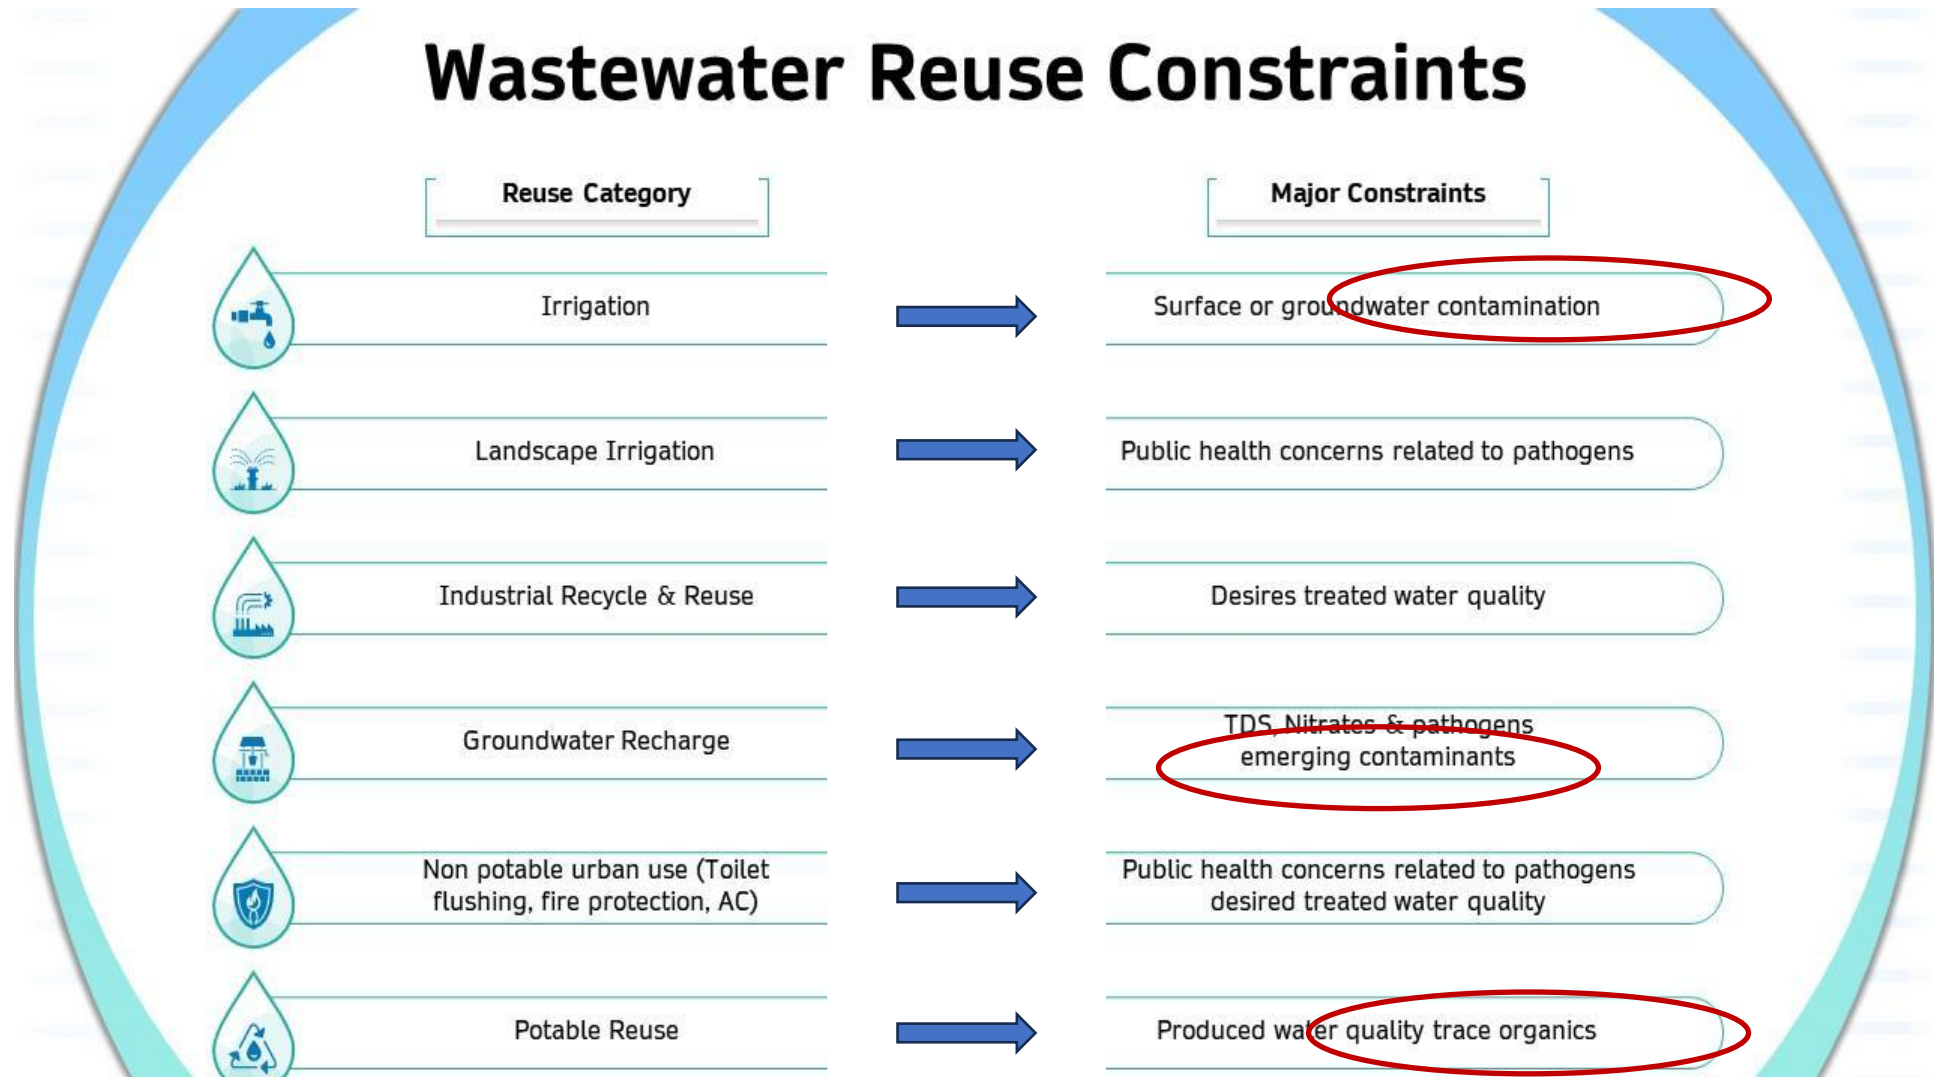 Wastewater Reuse Constraints
Reuse Category
Major Constraints
Irrigation
Surface or groundwater contamination
Landscape Irrigation
Public health concerns related to pathogens
Industrial Recycle & Reuse
Desires treated water quality
Groundwater Recharge
TDS, Nitrates & pathogens
emerging contaminants
Non potable urban use (Toilet
flushing, fire protection, AC)
Public health concerns related to pathogens
desired treated water quality
Potable Reuse
Produced water quality trace organics